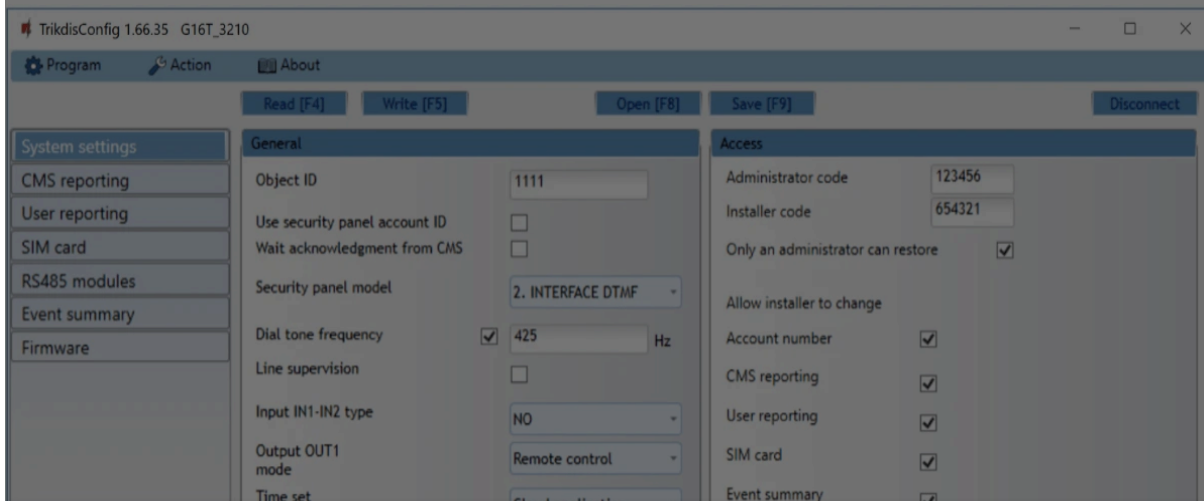 TrikdisConfig 1.66.35 G16T_3210
Program Action About
Read [F4] Write [F5] Open [F8] Save [F9] Disconnect
System settings
CMS reporting
User reporting
SIM card
RS485 modules
Event summary
Firmware
General
Object ID 1111
Use security panel account ID
Wait acknowledgment from CMS
Security panel model 2. INTERFACE DTMF
Dial tone frequency 425 Hz
Line supervision
Input IN1-IN2 type NO
Output OUT1
mode Remote control
Time set
Access
Administrator code 123456
Installer code 654321
Only an administrator can restore
Allow installer to change
Account number
CMS reporting
User reporting
SIM card
Event summary